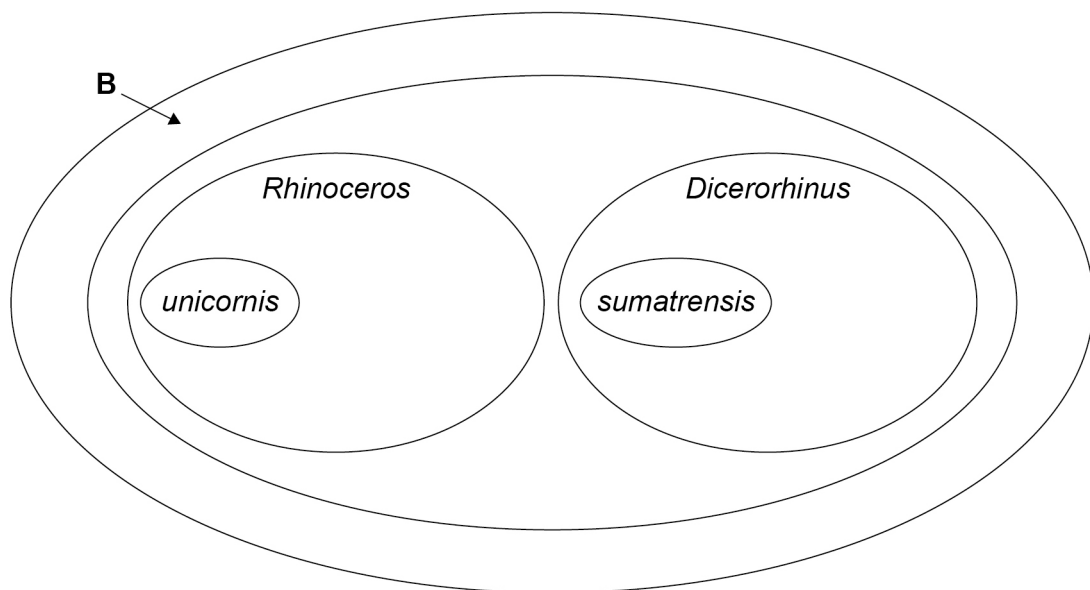 B
Rhinoceros
Dicerorhinus
unicornis
sumatrensis